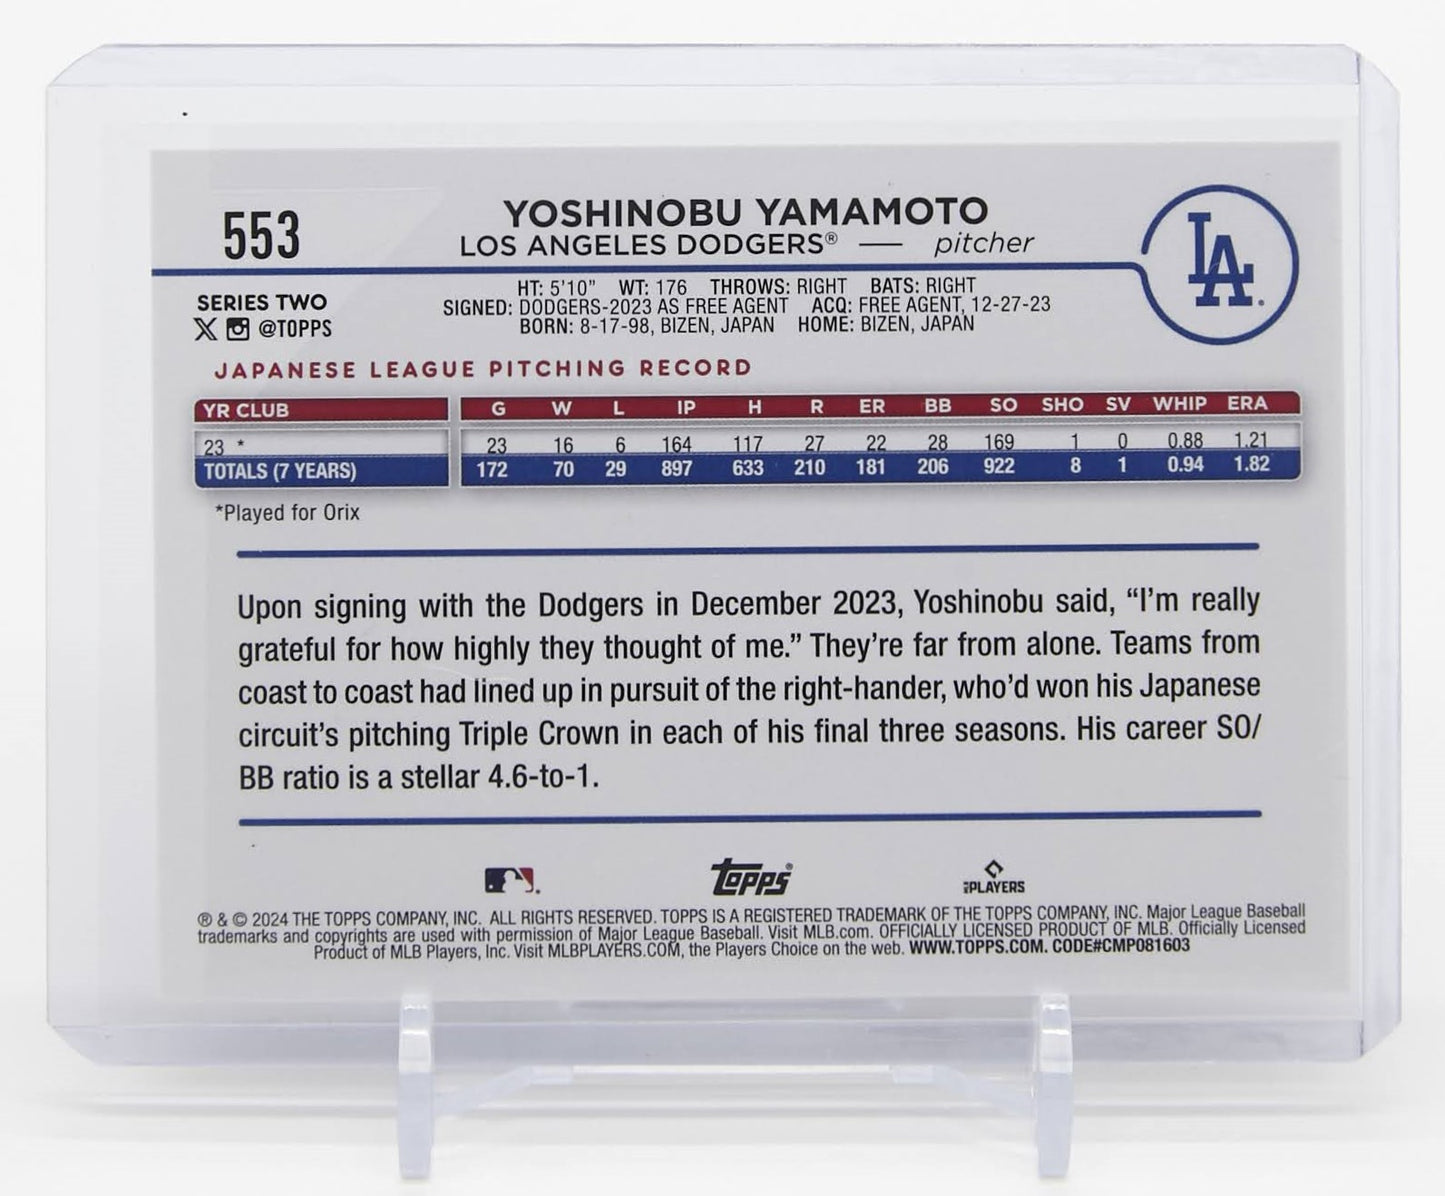 553
YOSHINOBU YAMAMOTO
LOS ANGELES DODGERS® — pitcher
LA
SERIES TWO
@TOPPS
HT: 5'10" WT: 176 THROWS: RIGHT BATS: RIGHT
SIGNED: DODGERS-2023 AS FREE AGENT ACQ: FREE AGENT, 12-27-23
BORN: 8-17-98, BIZEN, JAPAN HOME: BIZEN, JAPAN
JAPANESE LEAGUE PITCHING RECORD
YR CLUB G W L IP H R ER BB SO SHO SV WHIP ERA
23 * 23 16 6 164 117 27 22 28 169 1 0 0.88 1.21
TOTALS (7 YEARS) 172 70 29 897 633 210 181 206 922 8 1 0.94 1.82
*Played for Orix
Upon signing with the Dodgers in December 2023, Yoshinobu said, “I’m really
grateful for how highly they thought of me.” They’re far from alone. Teams from
coast to coast had lined up in pursuit of the right-hander, who’d won his Japanese
circuit’s pitching Triple Crown in each of his final three seasons. His career SO/
BB ratio is a stellar 4.6-to-1.
Topps® PLAYERS
® & © 2024 THE TOPPS COMPANY, INC. ALL RIGHTS RESERVED. TOPPS IS A REGISTERED TRADEMARK OF THE TOPPS COMPANY, INC. Major League Baseball
trademarks and copyrights are used with permission of Major League Baseball. Visit MLB.com. OFFICIALLY LICENSED PRODUCT OF MLB. Officially Licensed
Product of MLB Players, Inc. Visit MLBPLAYERS.COM, the Players Choice on the web. WWW.TOPPS.COM. CODE#CMP081603